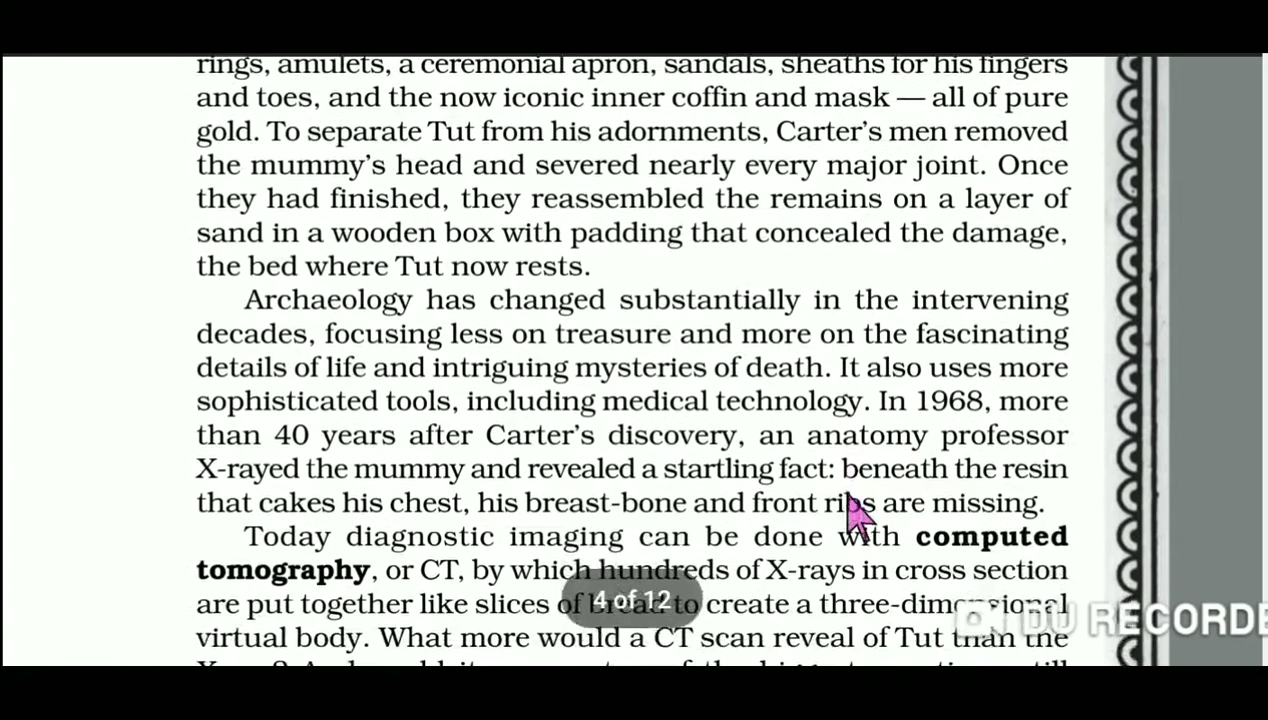 rings, amulets, a ceremonial apron, sandals, sheaths for his fingers
and toes, and the now iconic inner coffin and mask — all of pure
gold. To separate Tut from his adornments, Carter's men removed
the mummy's head and severed nearly every major joint. Once
they had finished, they reassembled the remains on a layer of
sand in a wooden box with padding that concealed the damage,
the bed where Tut now rests.
Archaeology has changed substantially in the intervening
decades, focusing less on treasure and more on the fascinating
details of life and intriguing mysteries of death. It also uses more
sophisticated tools, including medical technology. In 1968, more
than 40 years after Carter's discovery, an anatomy professor
X-rayed the mummy and revealed a startling fact: beneath the resin
that cakes his chest, his breast-bone and front ribs are missing.
Today diagnostic imaging can be done with computed
tomography, or CT, by which hundreds of X-rays in cross section
are put together like slices of bread to create a three-dimensional
4 of 12
DU RECORDE
virtual body. What more would a CT scan reveal of Tut than the